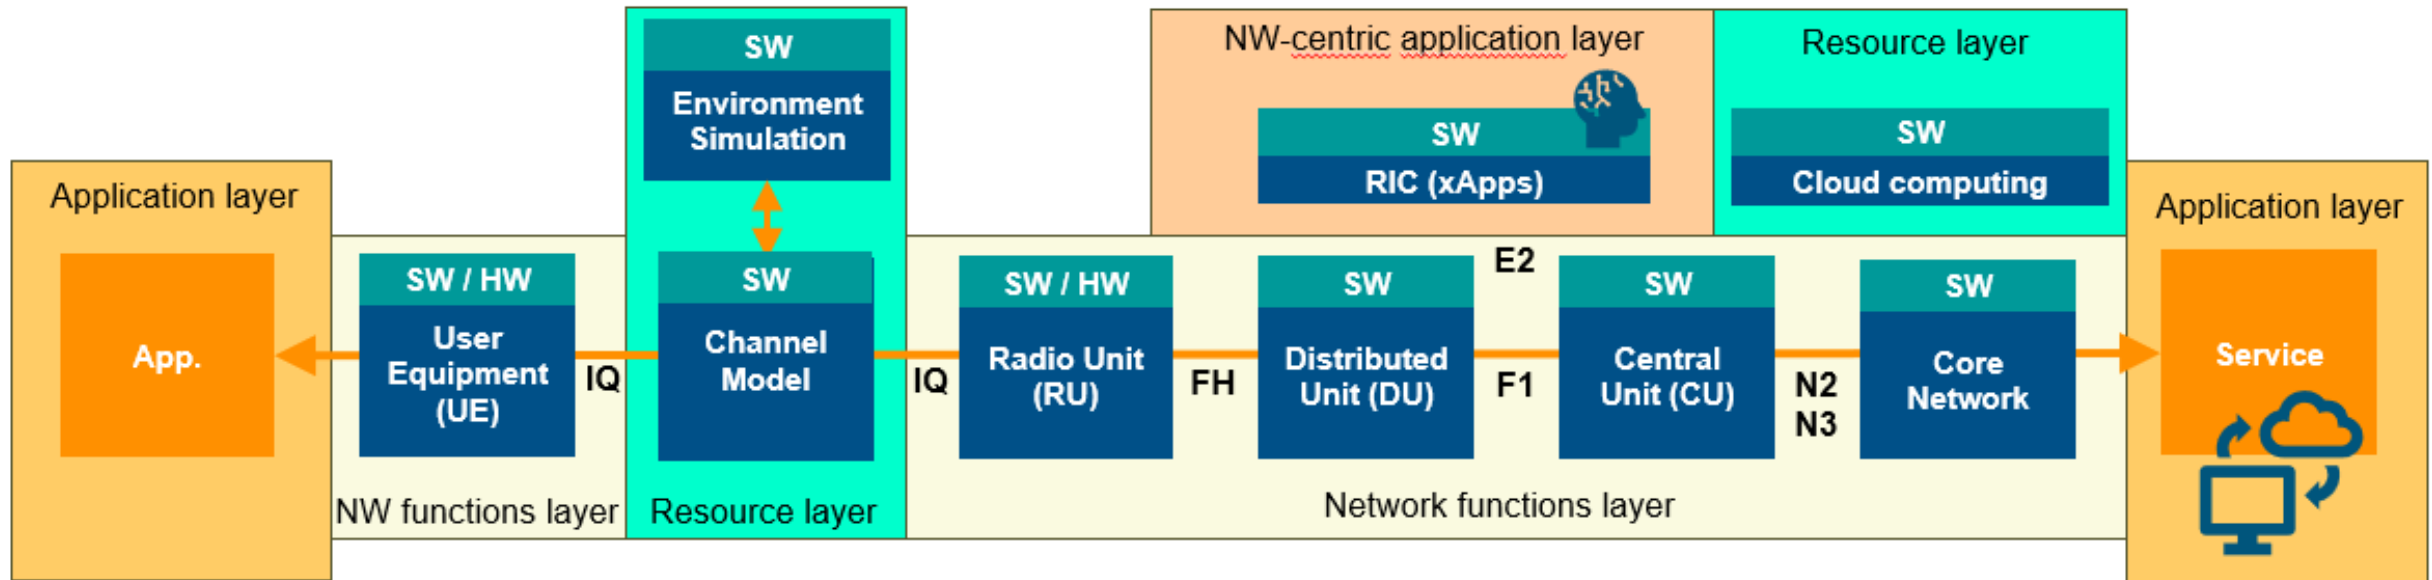 SW
Environment
Simulation
NW-centric application layer
SW
RIC (xApps)
Resource layer
SW
Cloud computing
Application layer
App.
SW / HW
User
Equipment
(UE)
IQ
NW functions layer
SW
Channel
Model
Resource layer
IQ
SW / HW
Radio Unit
(RU)
FH
SW
Distributed
Unit (DU)
E2
F1
SW
Central
Unit (CU)
N2
N3
SW
Core
Network
Network functions layer
Application layer
Service